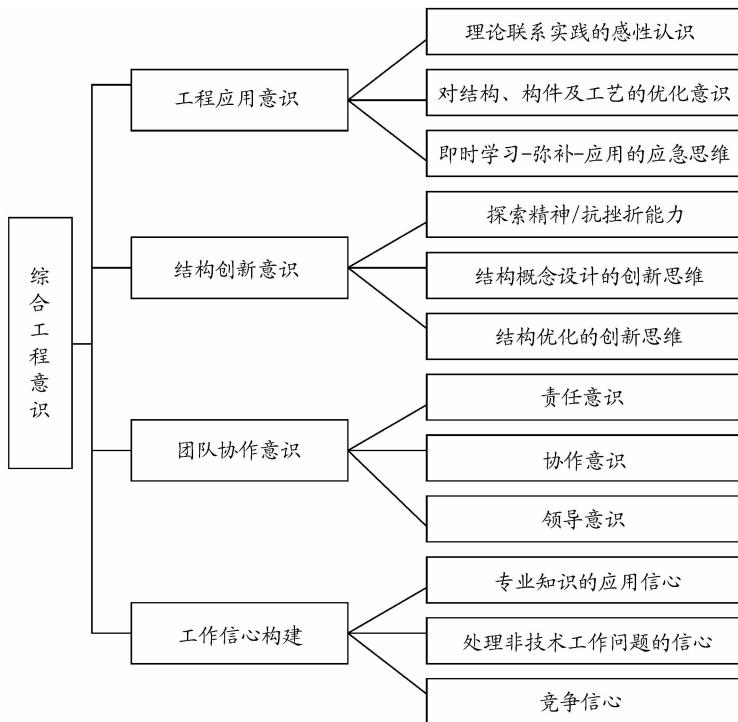 综合工程意识
工程应用意识
理论联系实践的感性认识
对结构、构件及工艺的优化意识
即时学习-弥补-应用的应急思维
结构创新意识
探索精神/抗挫折能力
结构概念设计的创新思维
结构优化的创新思维
团队协作意识
责任意识
协作意识
领导意识
工作信心构建
专业知识的应用信心
处理非技术工作问题的信心
竞争信心